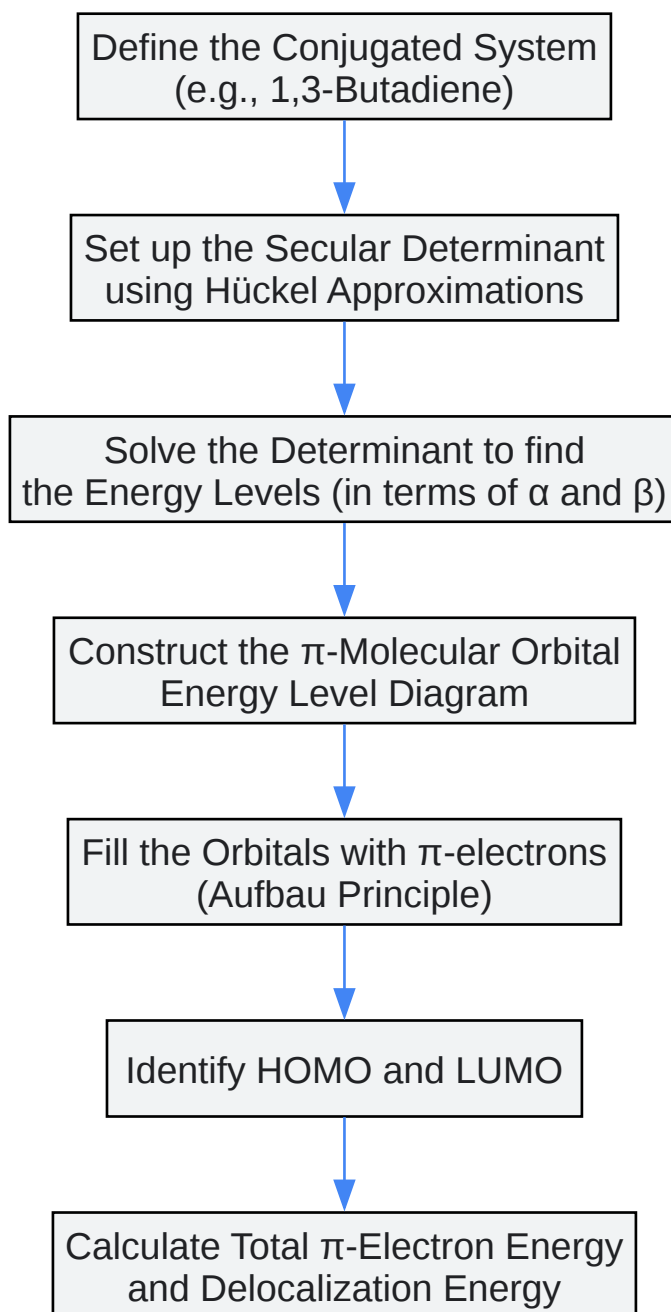 Define the Conjugated System
(e.g., 1,3-Butadiene)
Set up the Secular Determinant
using Hückel Approximations
Solve the Determinant to find
the Energy Levels (in terms of α and β)
Construct the π-Molecular Orbital
Energy Level Diagram
Fill the Orbitals with π-electrons
(Aufbau Principle)
Identify HOMO and LUMO
Calculate Total π-Electron Energy
and Delocalization Energy